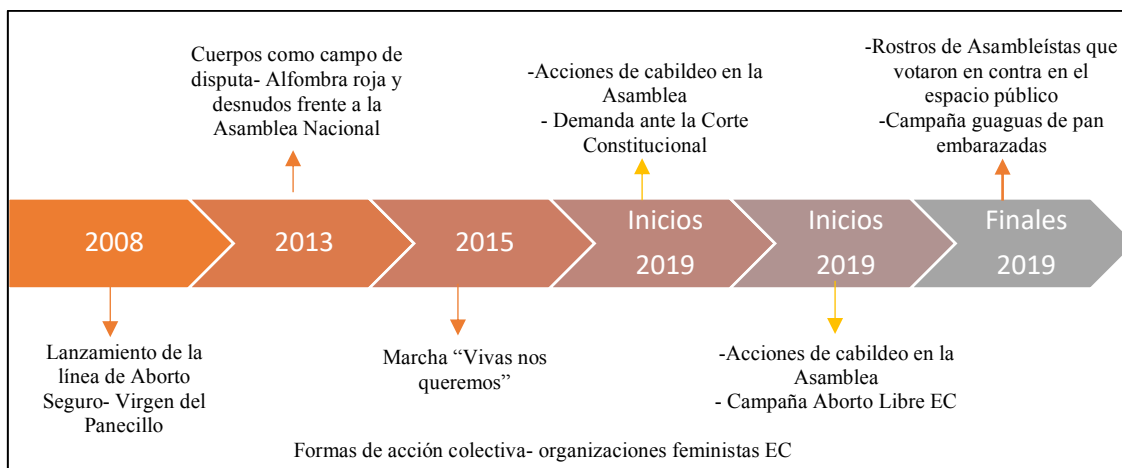 Cuerpos como campo de
disputa- Alfombra roja y
desnudos frente a la
Asamblea Nacional
-Acciones de cabildeo en la
Asamblea
- Demanda ante la Corte
Constitucional
-Rostros de Asambleístas que
votaron en contra en el
espacio público
-Campaña guaguas de pan
embarazadas
2008
2013
2015
Inicios
2019
Inicios
2019
Finales
2019
Lanzamiento de la
línea de Aborto
Seguro- Virgen del
Panecillo
Marcha “Vivas nos
queremos”
-Acciones de cabildeo en la
Asamblea
- Campaña Aborto Libre EC
Formas de acción colectiva- organizaciones feministas EC